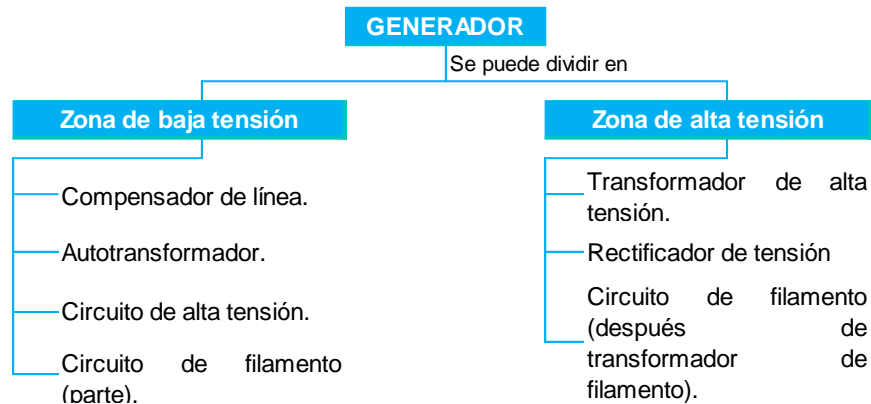 GENERADOR
Se puede dividir en
Zona de baja tensión
Compensador de línea.
Autotransformador.
Circuito de alta tensión.
Circuito de filamento
(parte).
Zona de alta tensión
Transformador de alta
tensión.
Rectificador de tensión
Circuito de filamento
(después de
transformador de
filamento).